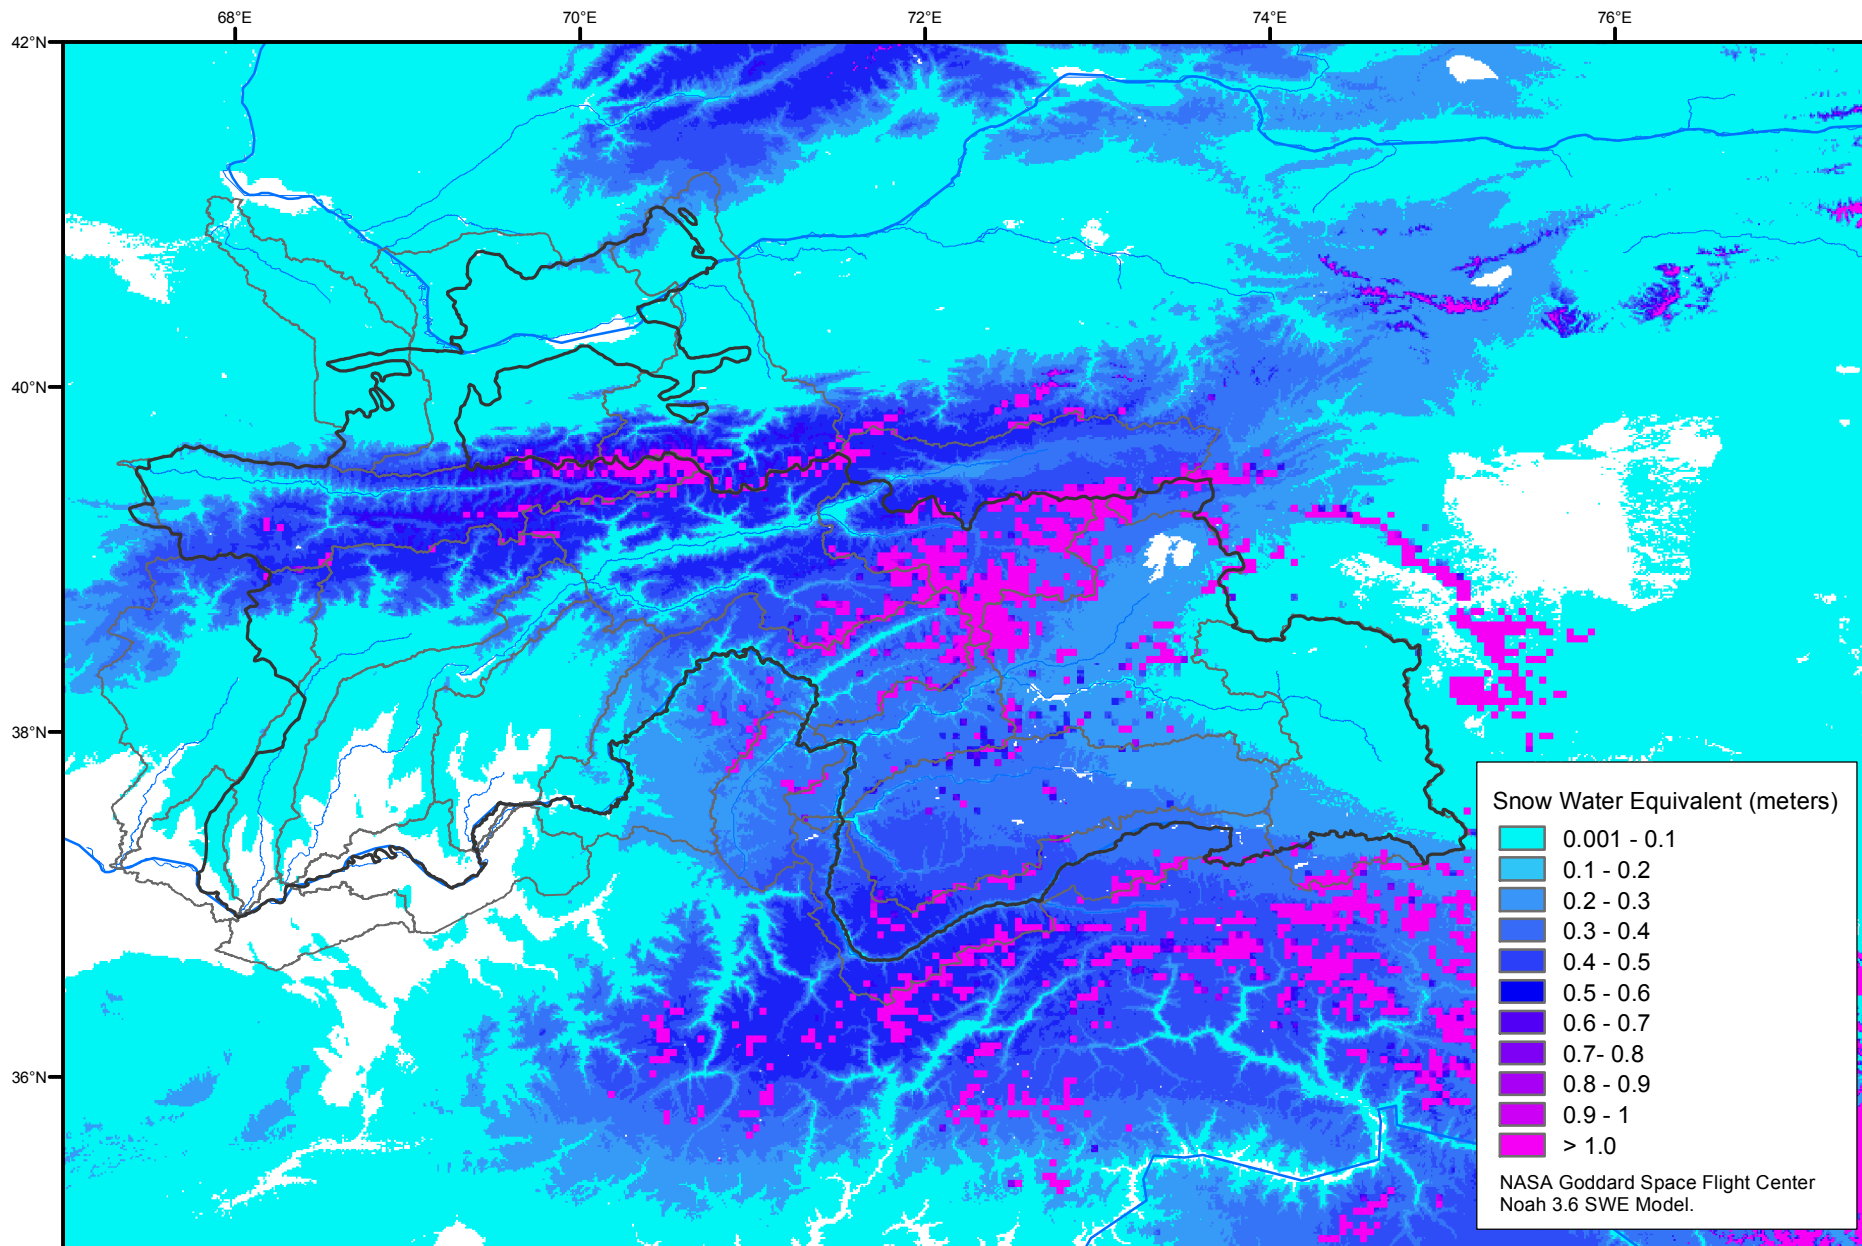 68°E 70°E 72°E 74°E 76°E
42°N
40°N
38°N
36°N
Snow Water Equivalent (meters)
0.001 - 0.1
0.1 - 0.2
0.2 - 0.3
0.3 - 0.4
0.4 - 0.5
0.5 - 0.6
0.6 - 0.7
0.7- 0.8
0.8 - 0.9
0.9 - 1
> 1.0
NASA Goddard Space Flight Center
Noah 3.6 SWE Model.